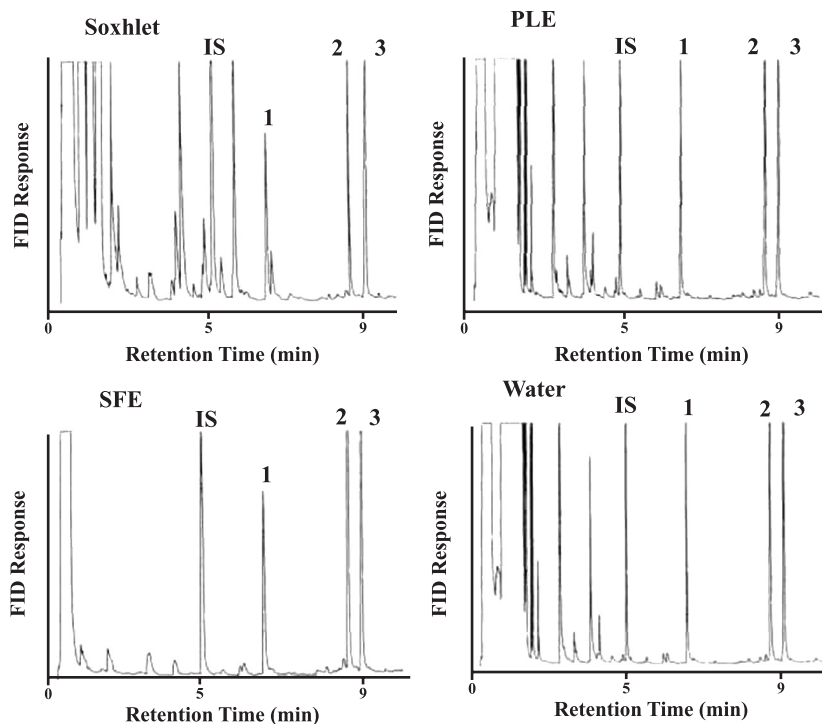 Soxhlet
IS
2
3
1
FID Response
0
5
9
Retention Time (min)
PLE
IS
1
2
3
FID Response
0
5
9
Retention Time (min)
SFE
IS
2
3
1
FID Response
0
5
9
Retention Time (min)
Water
IS
1
2
3
FID Response
0
5
9
Retention Time (min)